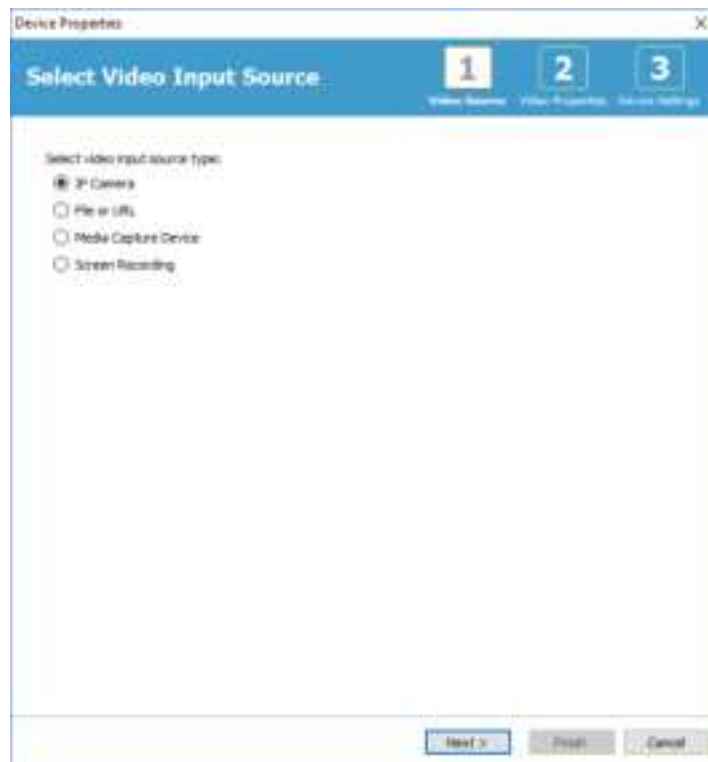 Device Properties
Select Video Input Source
1 2 3
Video Source Video Properties Device Settings
Select video input source type:
IP Camera
File or URL
Media Capture Device
Screen Recording
Next > Finish Cancel